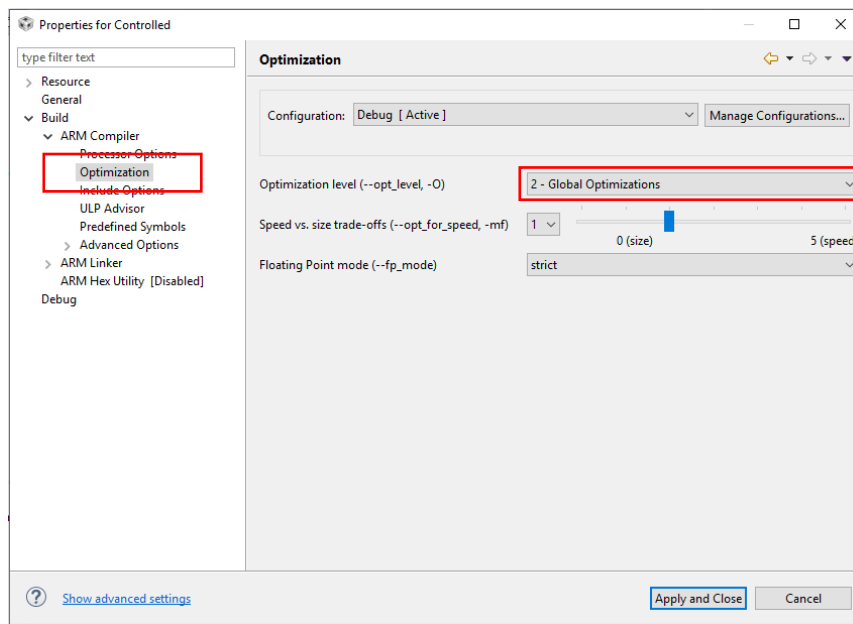 Properties for Controlled
type filter text
Optimization
Resource
General
Build
ARM Compiler
Processor Options
Optimization
Include Options
ULP Advisor
Predefined Symbols
Advanced Options
ARM Linker
ARM Hex Utility [Disabled]
Debug
Configuration: Debug [ Active ] Manage Configurations...
Optimization level (--opt_level, -O) 2 - Global Optimizations
Speed vs. size trade-offs (--opt_for_speed, -mf) 1
0 (size) 5 (speed
Floating Point mode (--fp_mode) strict
Show advanced settings
Apply and Close Cancel